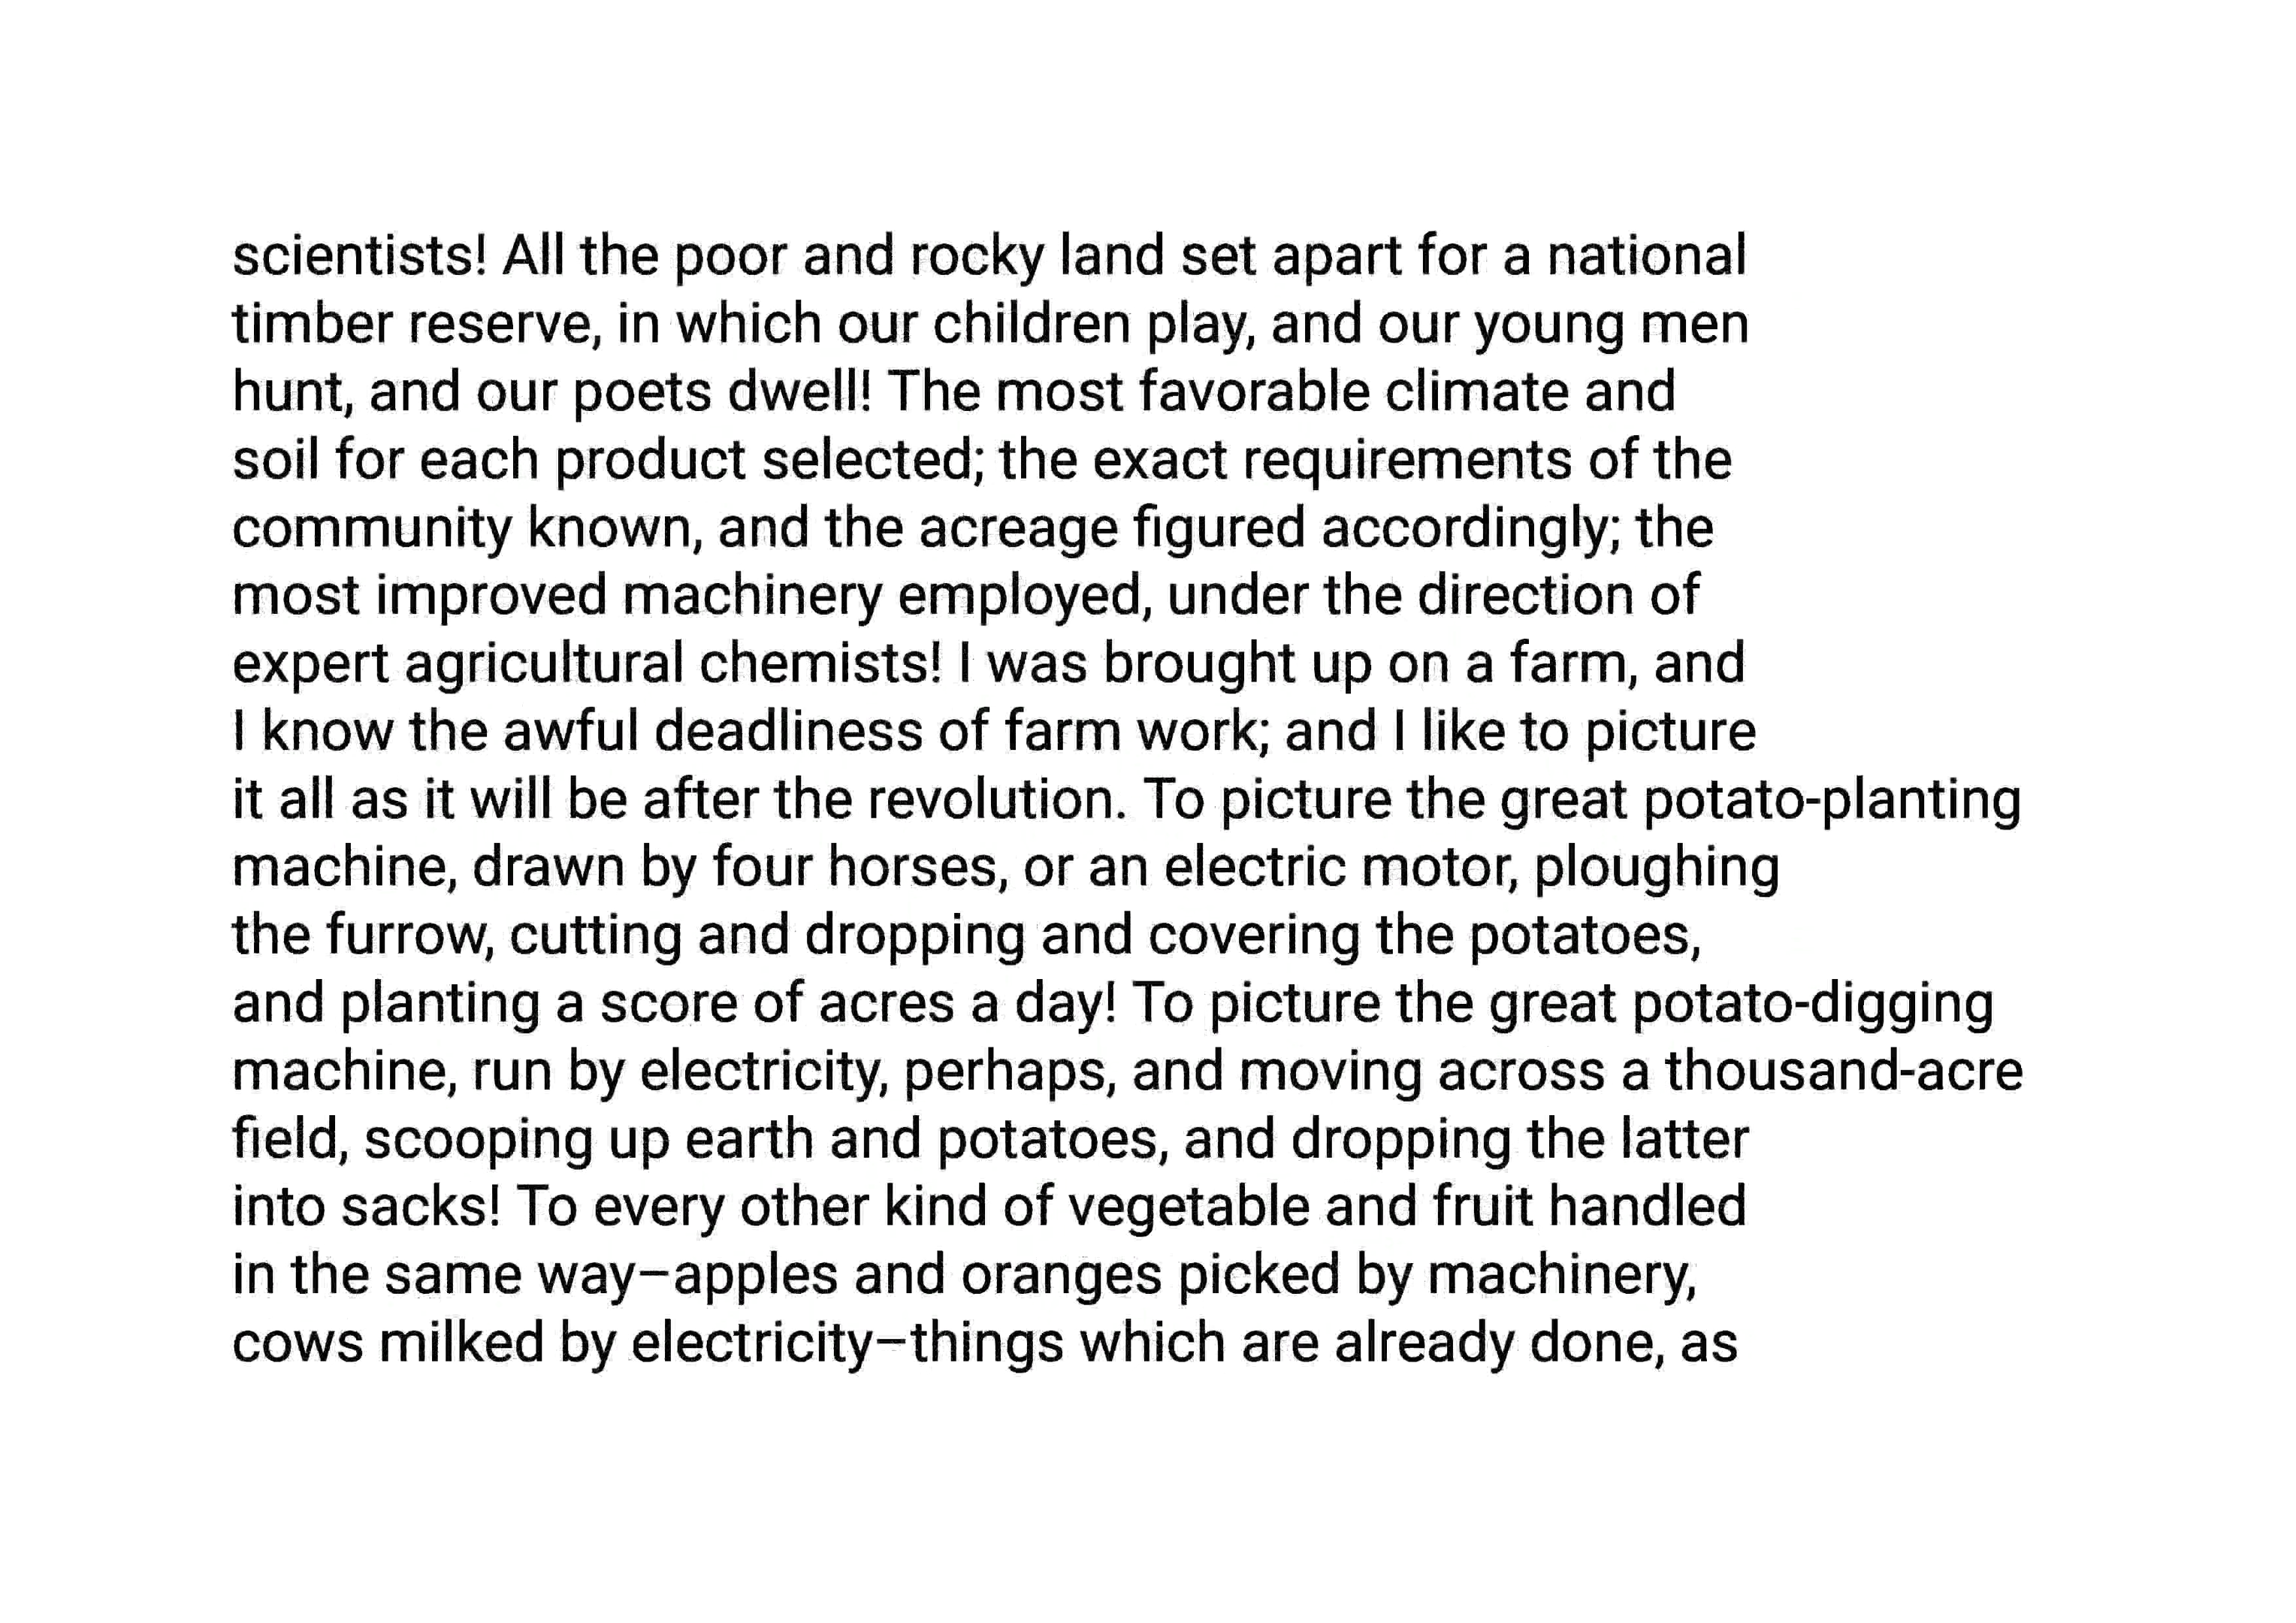 scientists! All the poor and rocky land set apart for a national
timber reserve, in which our children play, and our young men
hunt, and our poets dwell! The most favorable climate and
soil for each product selected; the exact requirements of the
community known, and the acreage figured accordingly; the
most improved machinery employed, under the direction of
expert agricultural chemists! I was brought up on a farm, and
I know the awful deadliness of farm work; and I like to picture
it all as it will be after the revolution. To picture the great potato-planting
machine, drawn by four horses, or an electric motor, ploughing
the furrow, cutting and dropping and covering the potatoes,
and planting a score of acres a day! To picture the great potato-digging
machine, run by electricity, perhaps, and moving across a thousand-acre
field, scooping up earth and potatoes, and dropping the latter
into sacks! To every other kind of vegetable and fruit handled
in the same way–apples and oranges picked by machinery,
cows milked by electricity–things which are already done, as